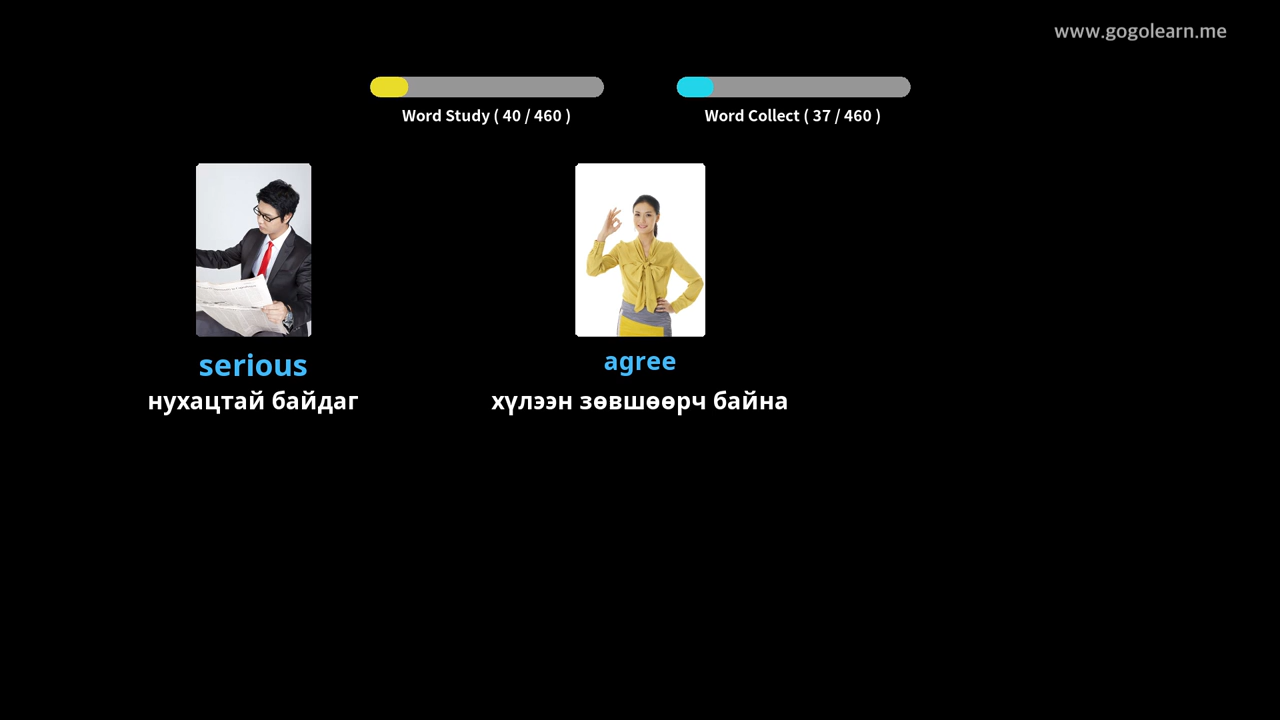 www.gogolearn.me
Word Study ( 40 / 460 )
Word Collect ( 37 / 460 )
serious
agree
нухацтай байдаг
хүлээн зөвшөөрч байна